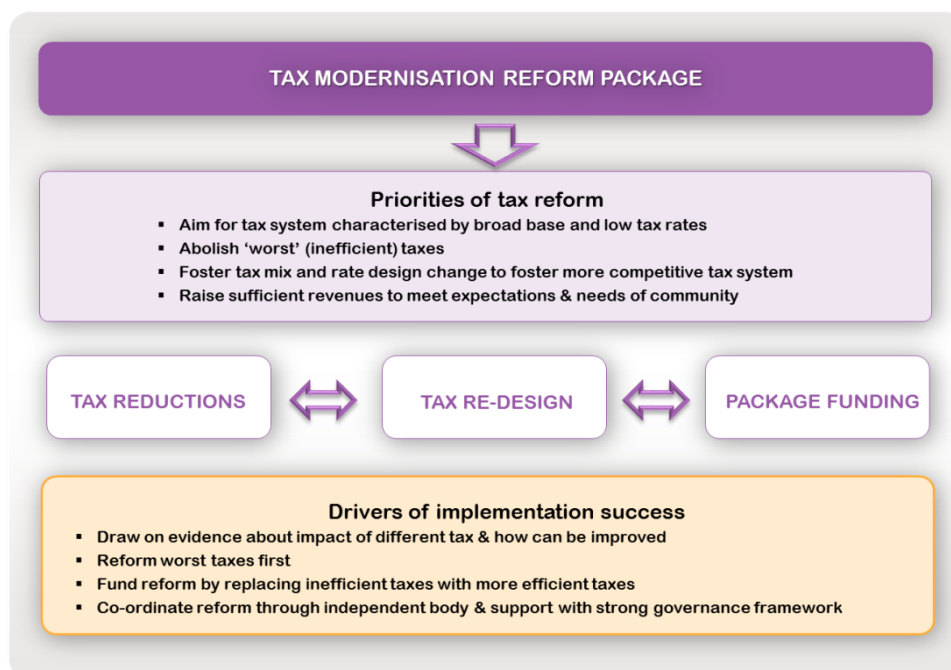 TAX MODERNISATION REFORM PACKAGE
Priorities of tax reform
▪ Aim for tax system characterised by broad base and low tax rates
▪ Abolish ‘worst’ (inefficient) taxes
▪ Foster tax mix and rate design change to foster more competitive tax system
▪ Raise sufficient revenues to meet expectations & needs of community
TAX REDUCTIONS
TAX RE-DESIGN
PACKAGE FUNDING
Drivers of implementation success
▪ Draw on evidence about impact of different tax & how can be improved
▪ Reform worst taxes first
▪ Fund reform by replacing inefficient taxes with more efficient taxes
▪ Co-ordinate reform through independent body & support with strong governance framework